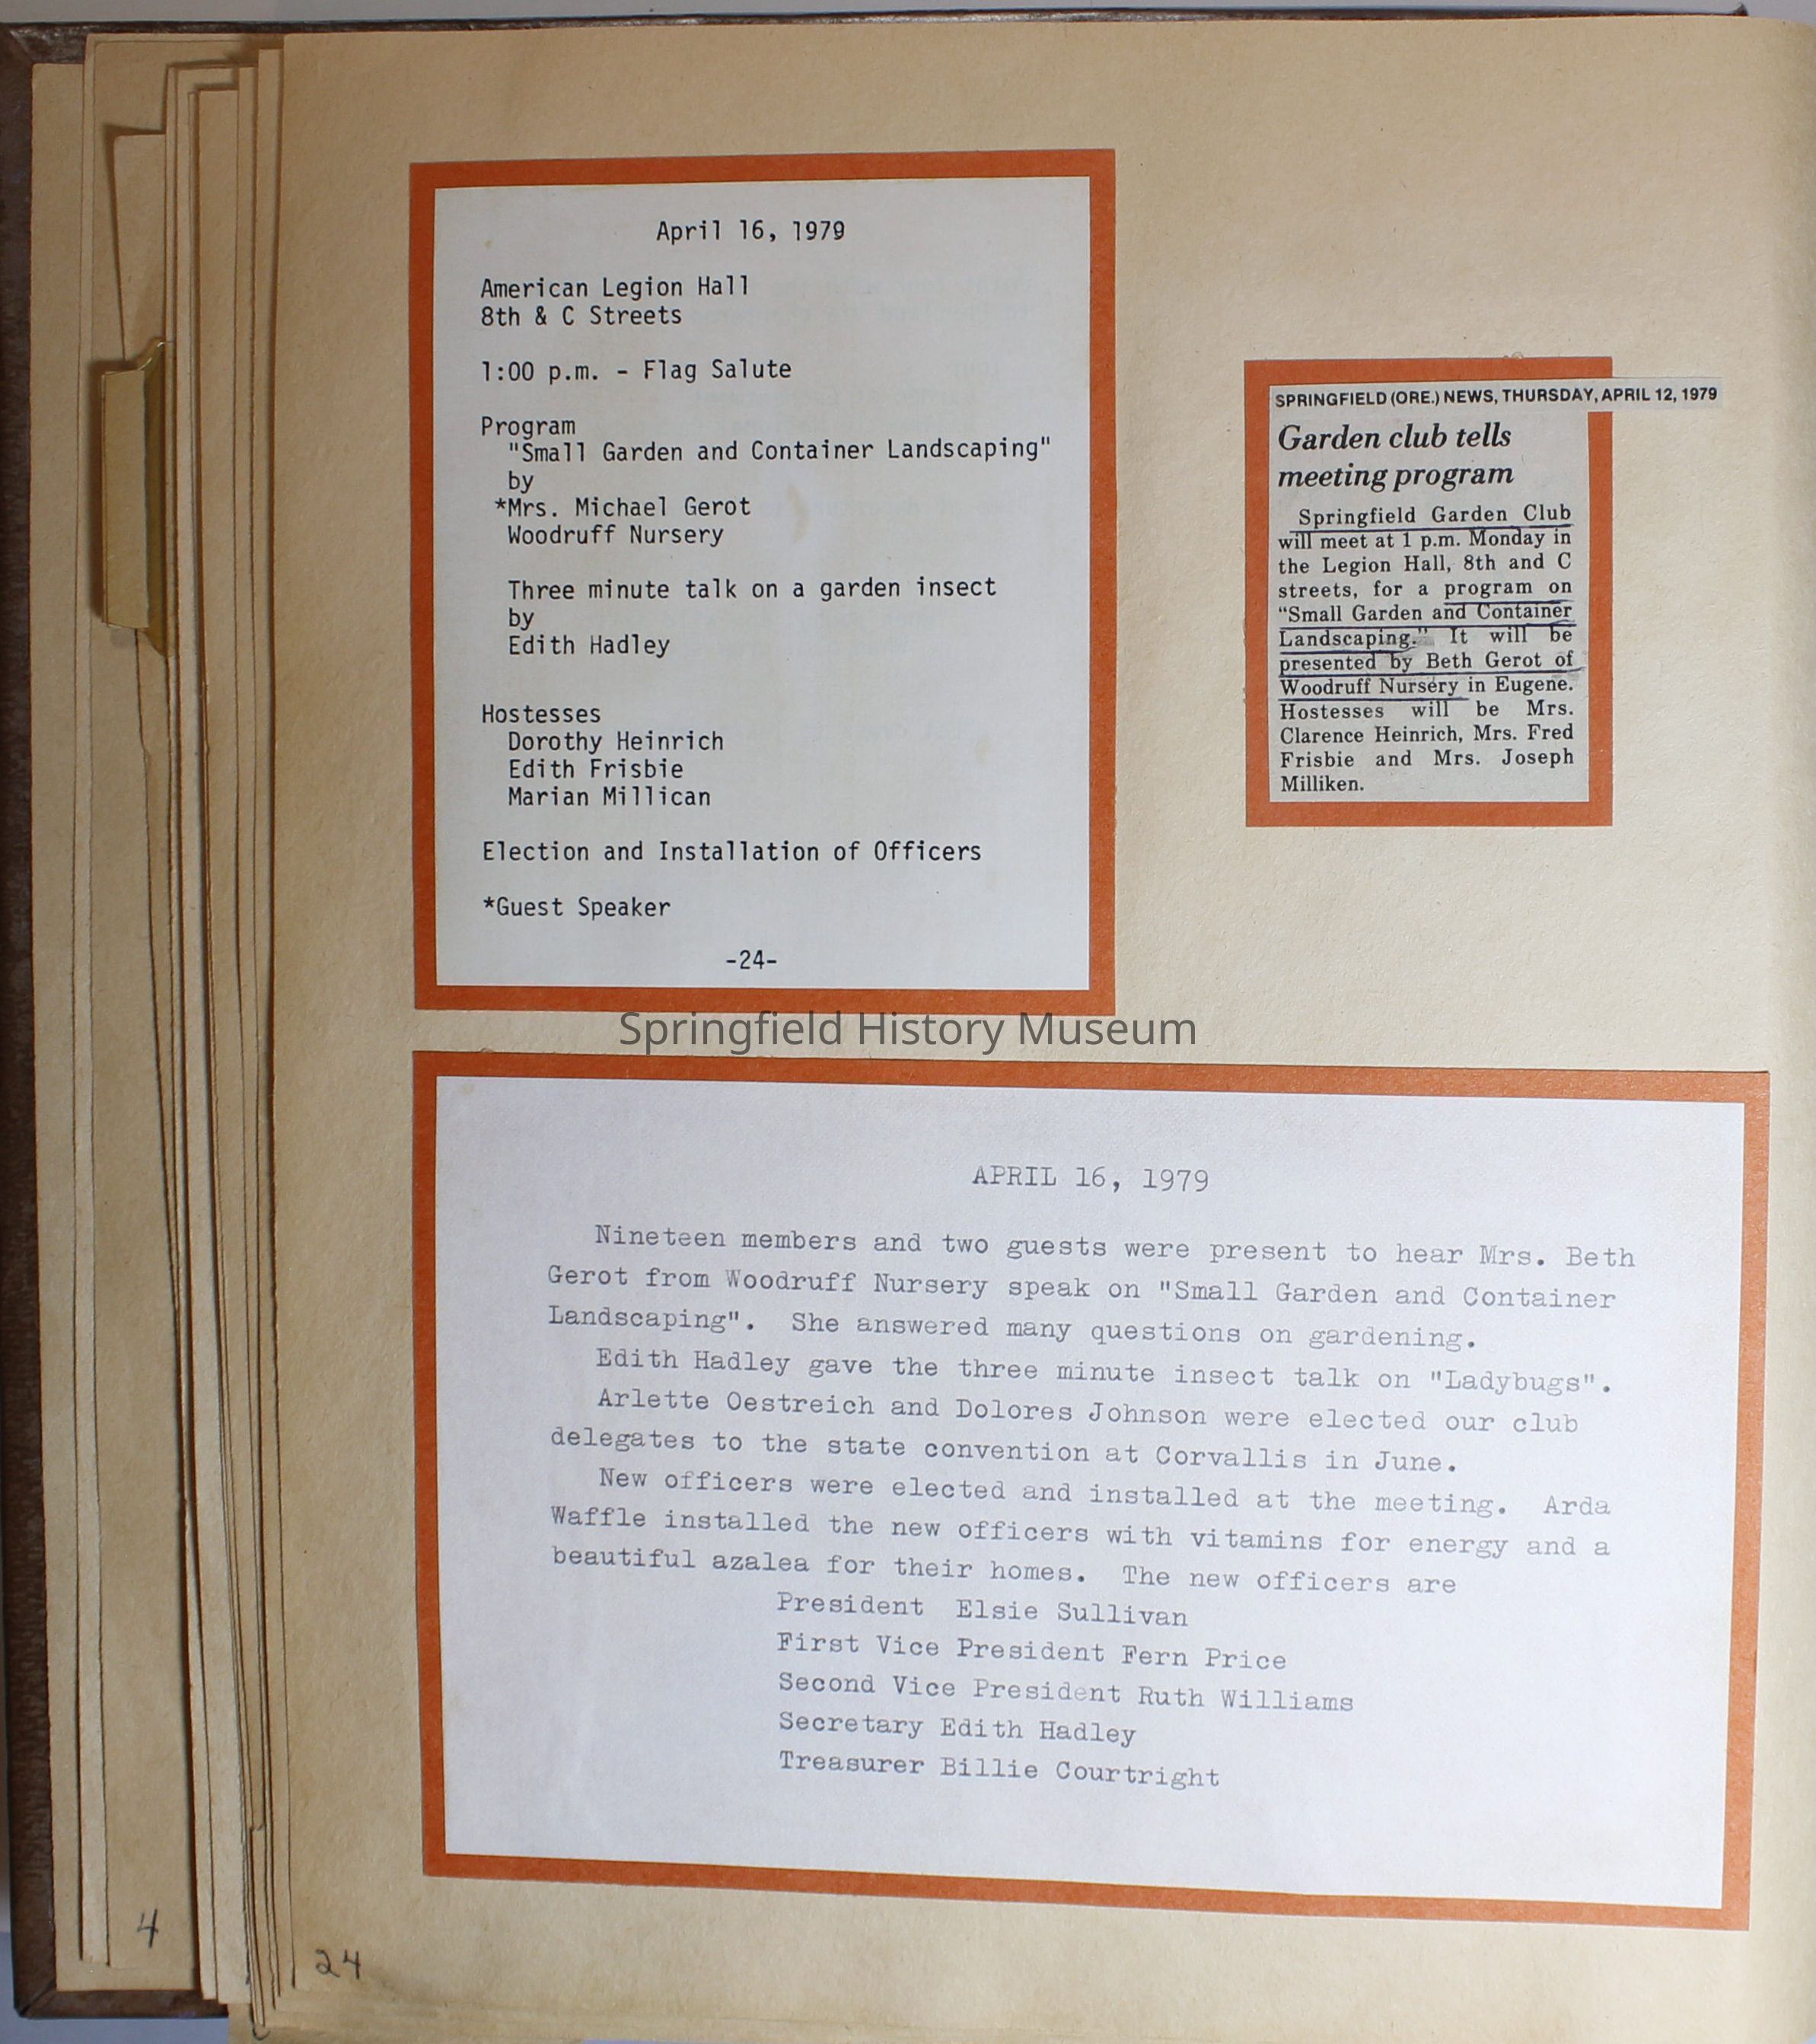 April 16, 1979
American Legion Hall
8th & C Streets
1:00 p.m. - Flag Salute
Program
"Small Garden and Container Landscaping"
by
*Mrs. Michael Gerot
Woodruff Nursery
Three minute talk on a garden insect
by
Edith Hadley
Hostesses
Dorothy Heinrich
Edith Frisbie
Marian Millican
Election and Installation of Officers
*Guest Speaker
-24-
SPRINGFIELD (ORE.) NEWS, THURSDAY, APRIL 12, 1979
Garden club tells
meeting program
Springfield Garden Club
will meet at 1 p.m. Monday in
the Legion Hall, 8th and C
streets, for a program on
“Small Garden and Container
Landscaping.” It will be
presented by Beth Gerot of
Woodruff Nursery in Eugene.
Hostesses will be Mrs.
Clarence Heinrich, Mrs. Fred
Frisbie and Mrs. Joseph
Milliken.
Springfield History Museum
APRIL 16, 1979
Nineteen members and two guests were present to hear Mrs. Beth
Gerot from Woodruff Nursery speak on "Small Garden and Container
Landscaping". She answered many questions on gardening.
Edith Hadley gave the three minute insect talk on "Ladybugs".
Arlette Oestreich and Dolores Johnson were elected our club
delegates to the state convention at Corvallis in June.
New officers were elected and installed at the meeting. Arda
Waffle installed the new officers with vitamins for energy and a
beautiful azalea for their homes. The new officers are
President Elsie Sullivan
First Vice President Fern Price
Second Vice President Ruth Williams
Secretary Edith Hadley
Treasurer Billie Courtright
4
24